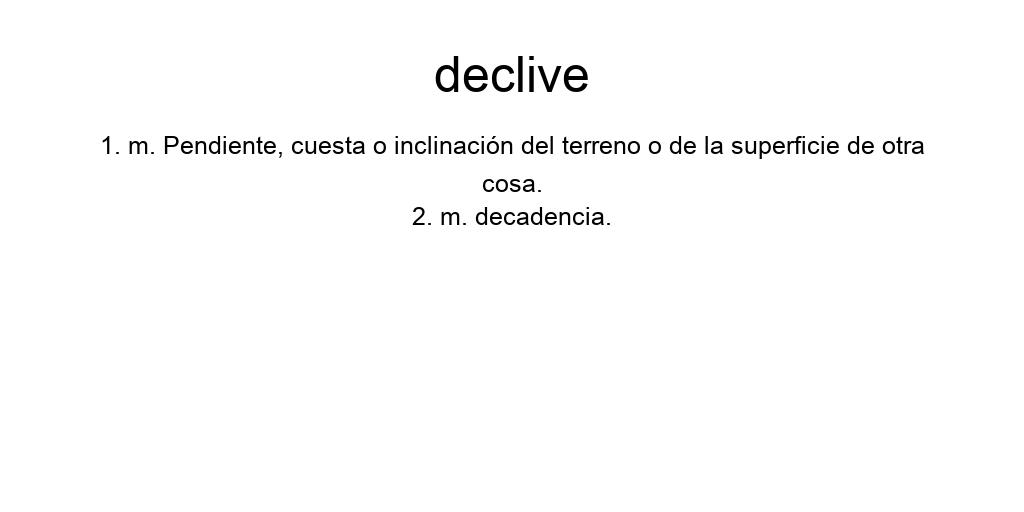 declive
1. m. Pendiente, cuesta o inclinación del terreno o de la superficie de otra
cosa.
2. m. decadencia.